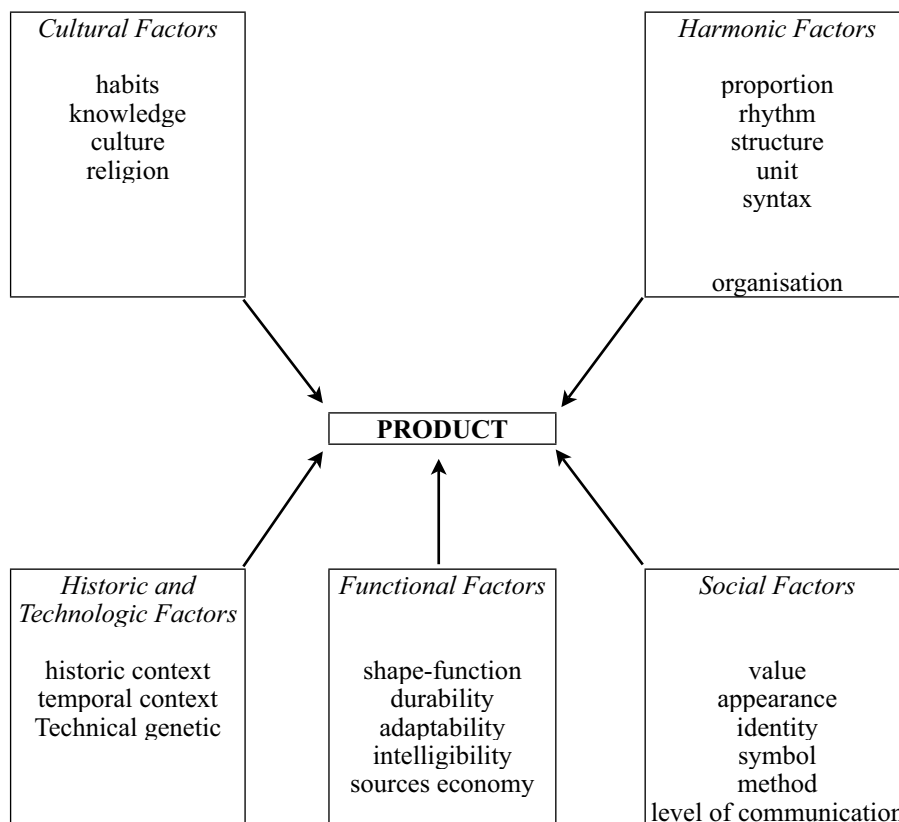 Cultural Factors
habits
knowledge
culture
religion
Harmonic Factors
proportion
rhythm
structure
unit
syntax
organisation
PRODUCT
Historic and
Technologic Factors
historic context
temporal context
Technical genetic
Functional Factors
shape-function
durability
adaptability
intelligibility
sources economy
Social Factors
value
appearance
identity
symbol
method
level of communication